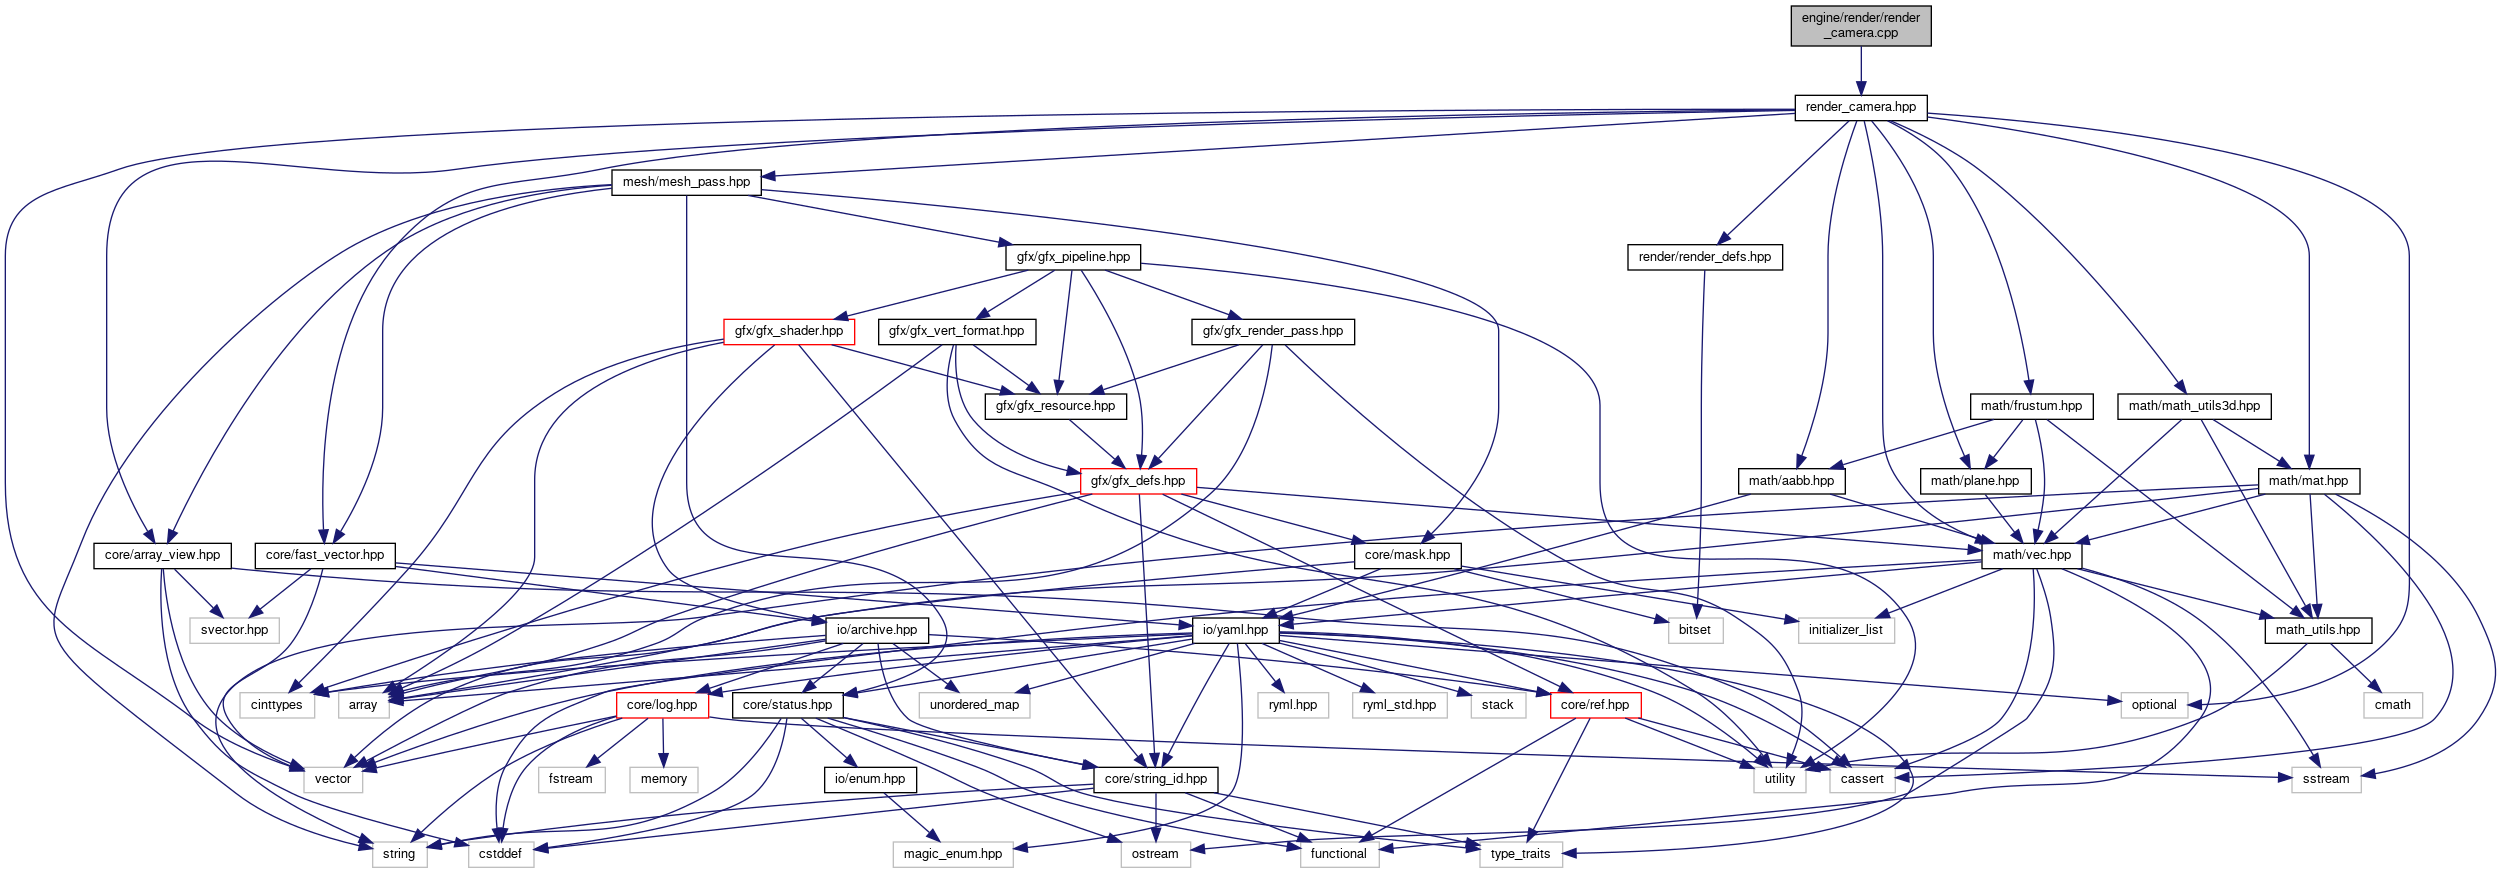 engine/render/render
_camera.cpp
render_camera.hpp
mesh/mesh_pass.hpp
gfx/gfx_pipeline.hpp
render/render_defs.hpp
gfx/gfx_shader.hpp
gfx/gfx_vert_format.hpp
gfx/gfx_render_pass.hpp
gfx/gfx_resource.hpp
math/frustum.hpp
math/math_utils3d.hpp
gfx/gfx_defs.hpp
math/aabb.hpp
math/plane.hpp
math/mat.hpp
core/array_view.hpp
core/fast_vector.hpp
core/mask.hpp
math/vec.hpp
svector.hpp
io/archive.hpp
io/yaml.hpp
bitset
initializer_list
math_utils.hpp
cinttypes
array
core/log.hpp
core/status.hpp
unordered_map
ryml.hpp
ryml_std.hpp
stack
core/ref.hpp
optional
cmath
vector
fstream
memory
io/enum.hpp
core/string_id.hpp
utility
cassert
sstream
string
cstddef
magic_enum.hpp
ostream
functional
type_traits